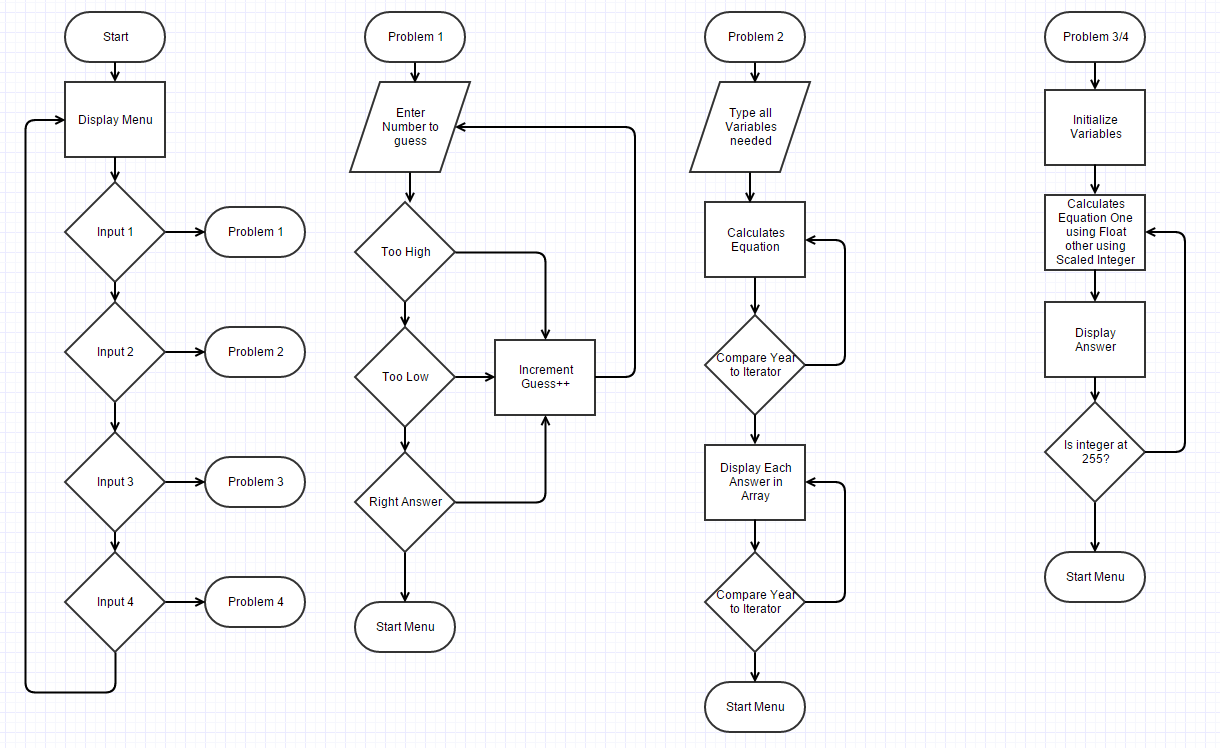 Start
Display Menu
Input 1
Problem 1
Input 2
Problem 2
Input 3
Problem 3
Input 4
Problem 4
Problem 1
Enter
Number to
guess
Too High
Too Low
Increment
Guess++
Right Answer
Start Menu
Problem 2
Type all
Variables
needed
Calculates
Equation
Compare Year
to Iterator
Display Each
Answer in
Array
Compare Year
to Iterator
Start Menu
Problem 3/4
Initialize
Variables
Calculates
Equation One
using Float
other using
Scaled Integer
Display
Answer
Is integer at
255?
Start Menu